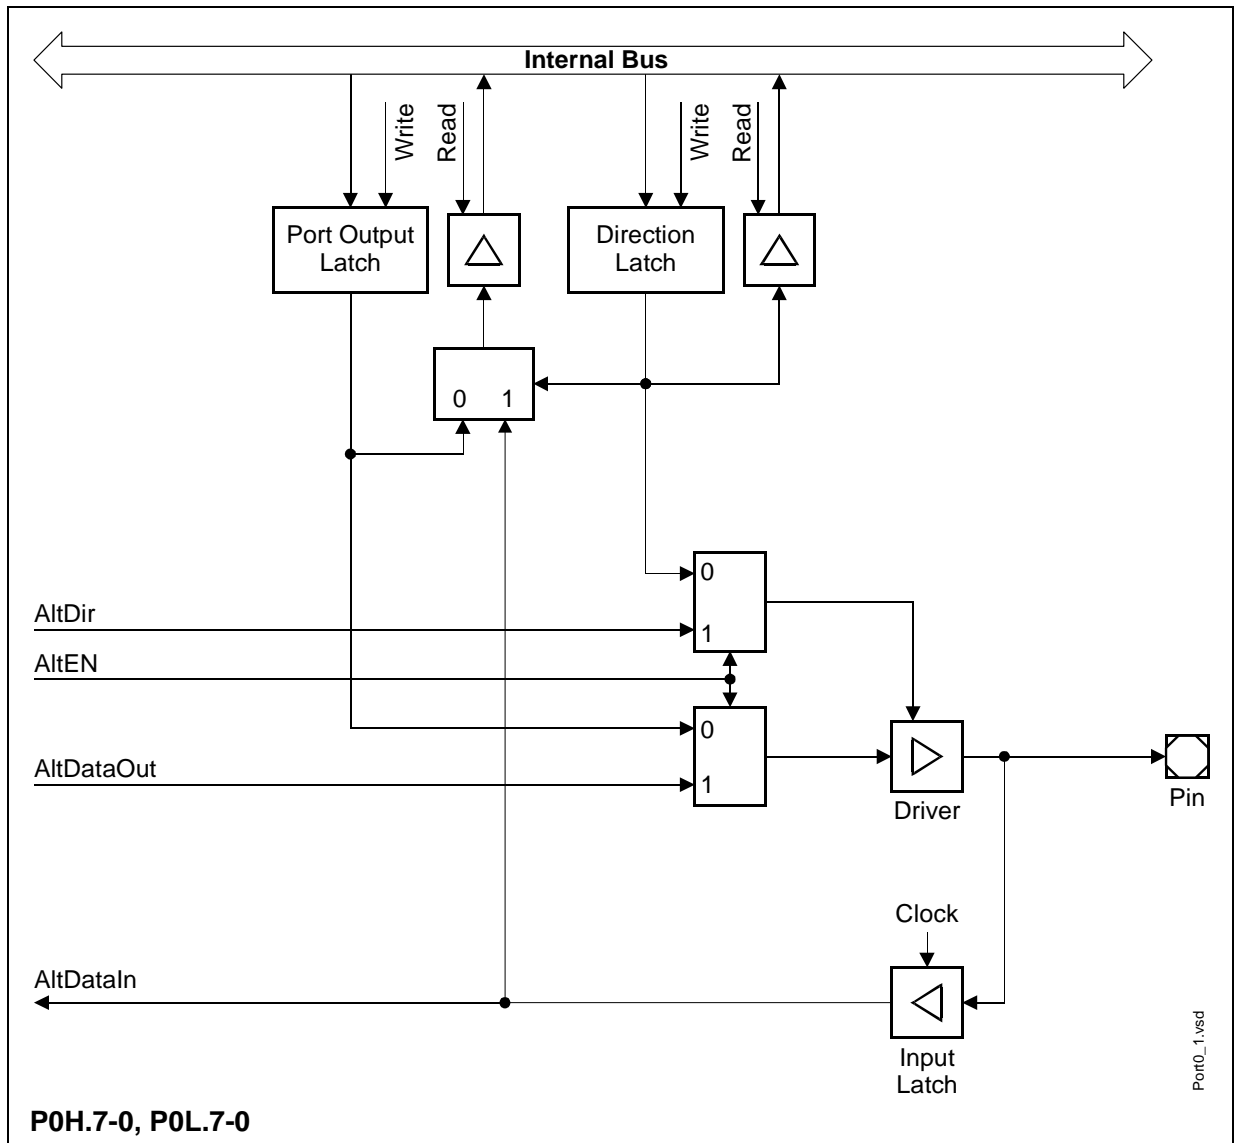 Internal Bus
Write
Read
Write
Read
Port Output
Latch
Direction
Latch
0 1
0
AltDir
1
AltEN
0
AltDataOut
1
Driver
Pin
Clock
AltDataIn
Input
Latch
Port0_1.vsd
P0H.7-0, P0L.7-0